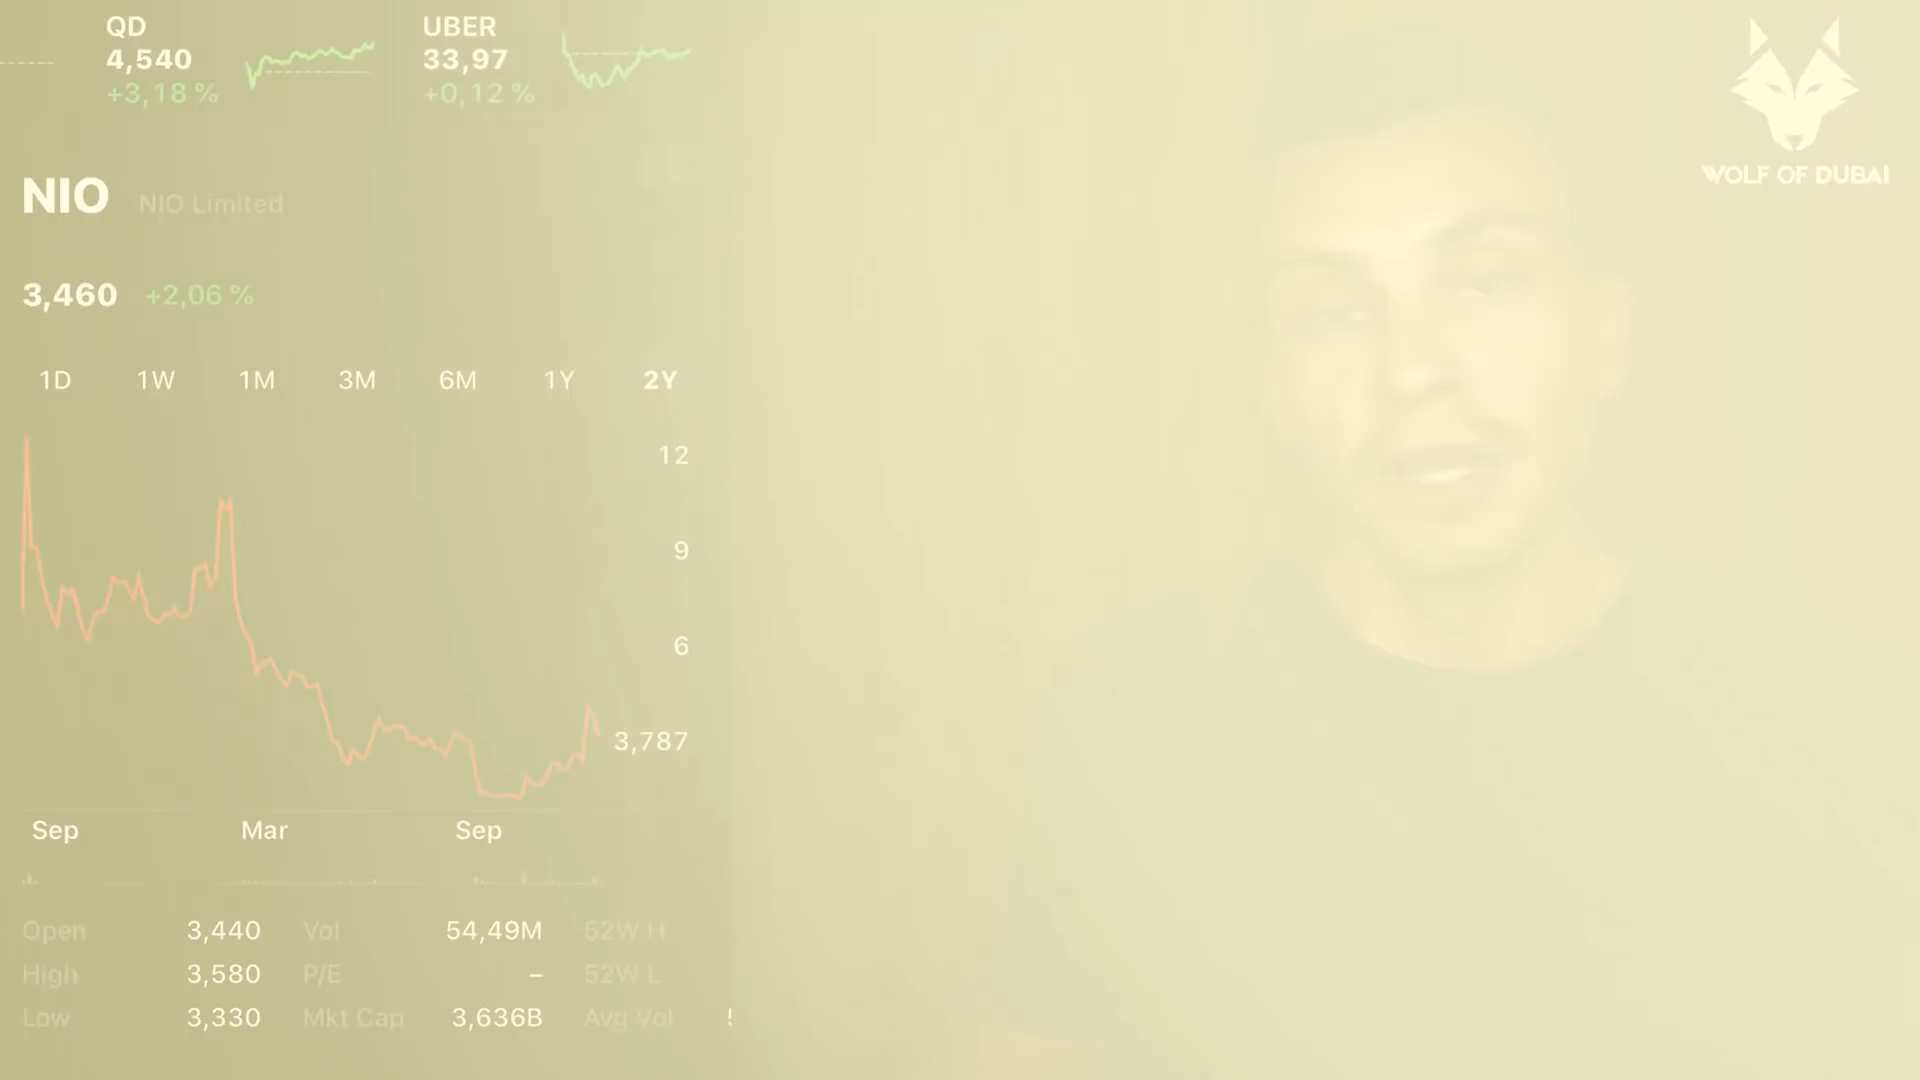 QD
4,540
+3,18 %
UBER
33,97
+0,12 %
WOLF OF DUBAI
NIO NIO Limited
3,460 +2,06 %
1D 1W 1M 3M 6M 1Y 2Y
12
9
6
3,787
Sep Mar Sep
Open 3,440 Vol 54,49M 52W H
High 3,580 P/E – 52W L
Low 3,330 Mkt Cap 3,636B Avg Vol